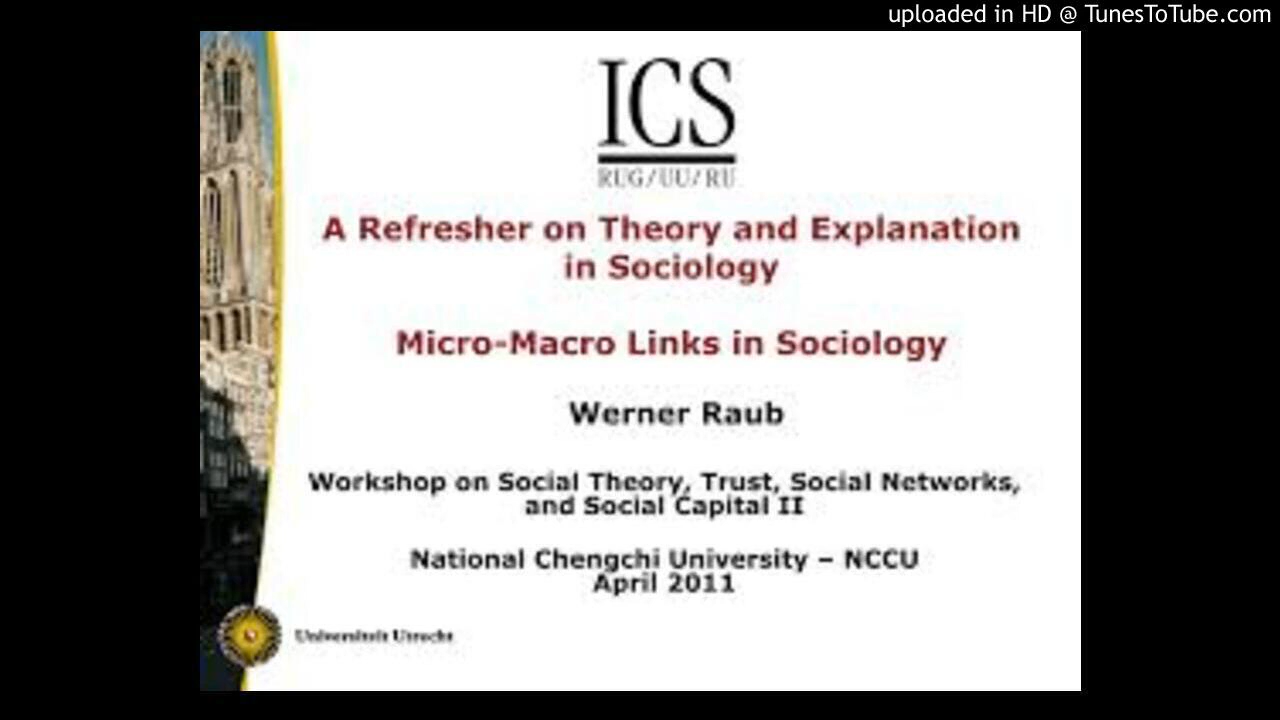 uploaded in HD @ TunesToTube.com
ICS
RUG/UU/RU
A Refresher on Theory and Explanation
in Sociology
Micro-Macro Links in Sociology
Werner Raub
Workshop on Social Theory, Trust, Social Networks,
and Social Capital II
National Chengchi University – NCCU
April 2011
Universiteit Utrecht